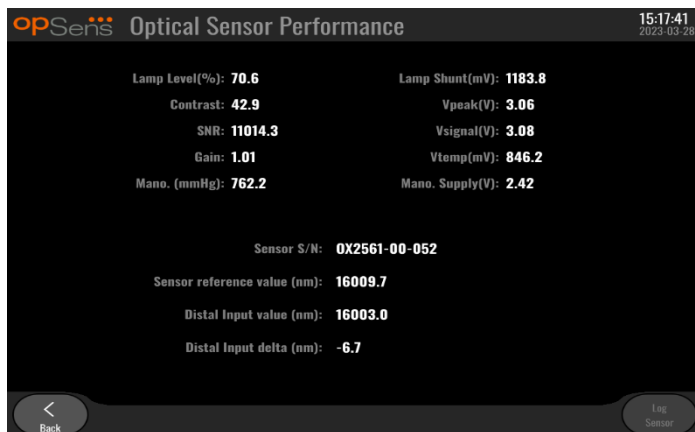 opSens Optical Sensor Performance 15:17:41
2023-03-28
Lamp Level(%): 70.6 Lamp Shunt(mV): 1183.8
Contrast: 42.9 Vpeak(V): 3.06
SNR: 11014.3 Vsignal(V): 3.08
Gain: 1.01 Vtemp(mV): 846.2
Mano. (mmHg): 762.2 Mano. Supply(V): 2.42
Sensor S/N: OX2561-00-052
Sensor reference value (nm): 16009.7
Distal Input value (nm): 16003.0
Distal Input delta (nm): -6.7
< Back
Log
Sensor